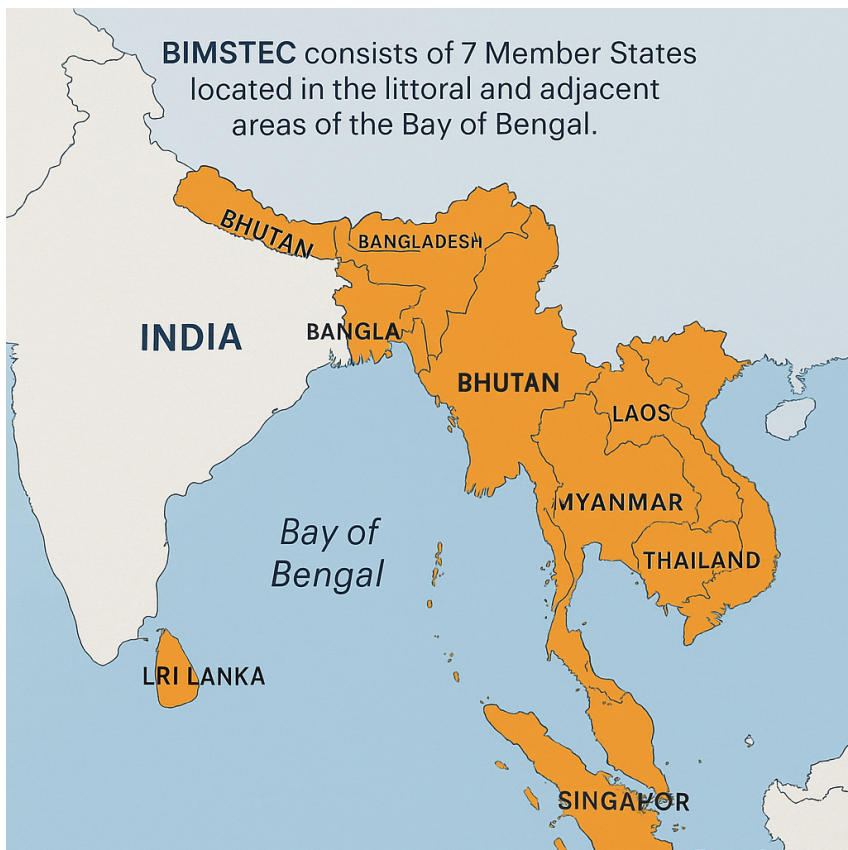 BIMSTEC consists of 7 Member States
located in the littoral and adjacent
areas of the Bay of Bengal.
BHUTAN
BANGLADESH
INDIA
BANGLA
BHUTAN
LAOS
MYANMAR
Bay of
Bengal
THAILAND
LRI LANKA